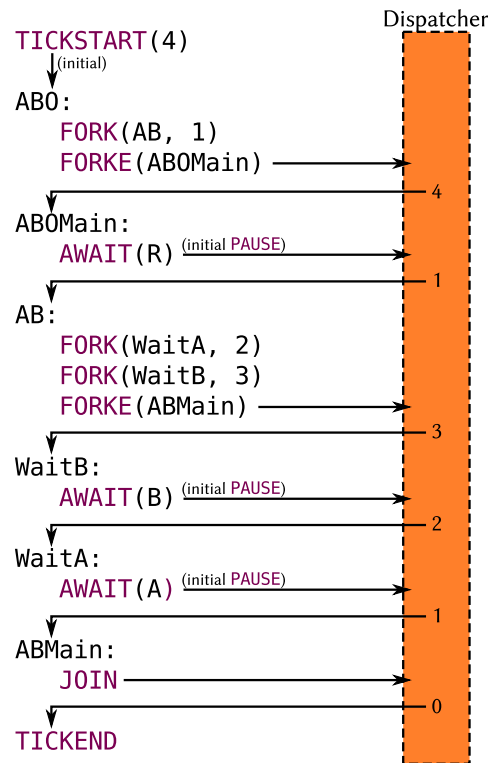 Dispatcher
TICKSTART(4)
(initial)
ABO:
FORK(AB, 1)
FORKE(ABOMain)
4
ABOMain:
AWAIT(R) (initial PAUSE)
1
AB:
FORK(WaitA, 2)
FORK(WaitB, 3)
FORKE(ABMain)
3
WaitB:
AWAIT(B) (initial PAUSE)
2
WaitA:
AWAIT(A) (initial PAUSE)
1
ABMain:
JOIN
0
TICKEND